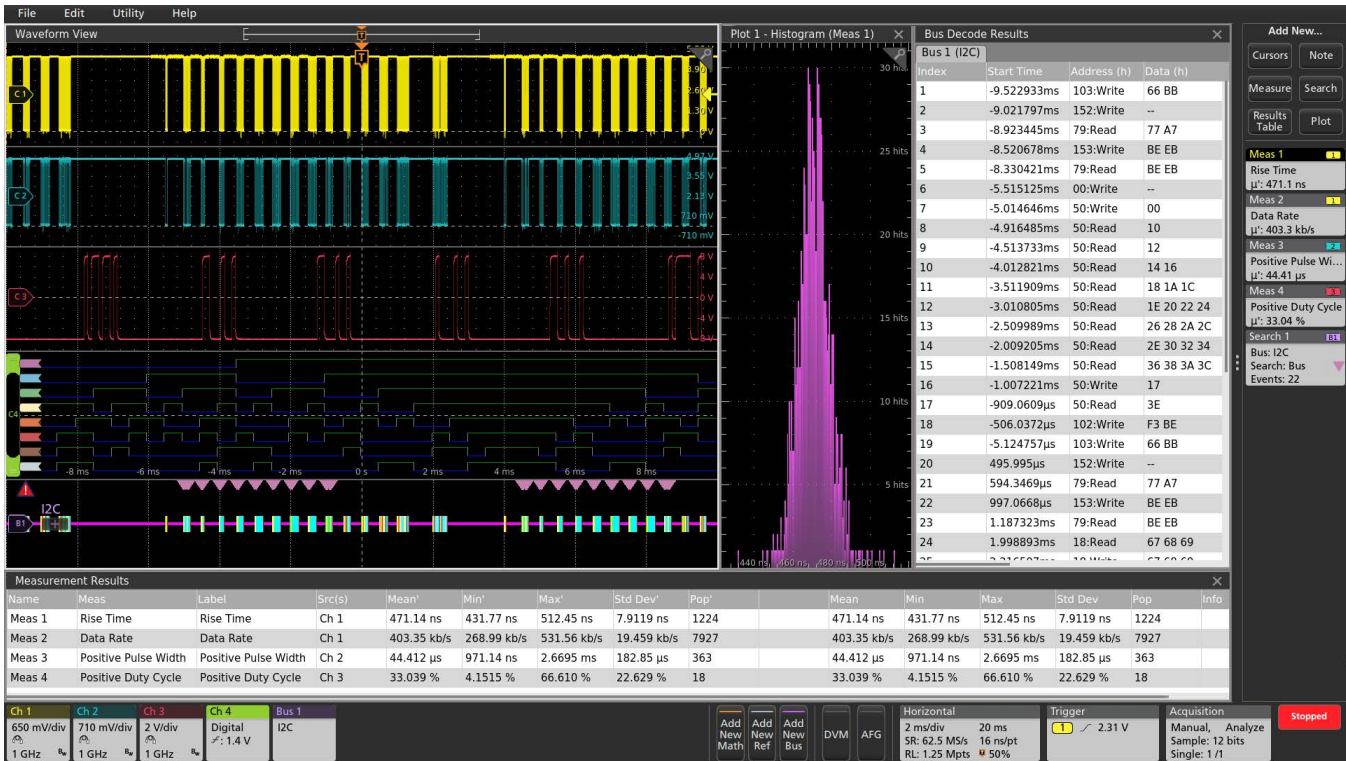 File Edit Utility Help
Waveform View
Plot 1 - Histogram (Meas 1)
Bus Decode Results
Add New...
Cursors Note
Measure Search
Results Table Plot
C1
1.30 V
C2
4.97 V
3.55 V
2.13 V
710 mV
-710 mV
C3
8 V
4 V
0 V
-4 V
-8 V
C4
-8 ms -6 ms -4 ms -2 ms 0 s 2 ms 4 ms 6 ms 8 ms
I2C
B1
25 hits
20 hits
15 hits
10 hits
5 hits
440 ns 460 ns 480 ns 500 ns
Bus 1 (I2C)
Index Start Time Address (h) Data (h)
1 -9.522933ms 103:Write 66 BB
2 -9.021797ms 152:Write --
3 -8.923445ms 79:Read 77 A7
4 -8.520678ms 153:Write BE EB
5 -8.330421ms 79:Read BE EB
6 -5.515125ms 00:Write --
7 -5.014646ms 50:Write 00
8 -4.916485ms 50:Read 10
9 -4.513733ms 50:Read 12
10 -4.012821ms 50:Read 14 16
11 -3.511909ms 50:Read 18 1A 1C
12 -3.010805ms 50:Read 1E 20 22 24
13 -2.509989ms 50:Read 26 28 2A 2C
14 -2.009205ms 50:Read 2E 30 32 34
15 -1.508149ms 50:Read 36 38 3A 3C
16 -1.007221ms 50:Write 17
17 -909.0609µs 50:Read 3E
18 -506.0372µs 102:Write F3 BE
19 -5.124757µs 103:Write 66 BB
20 495.995µs 152:Write --
21 594.3469µs 79:Read 77 A7
22 997.0668µs 153:Write BE EB
23 1.187323ms 79:Read BE EB
24 1.998893ms 18:Read 67 68 69
Meas 1 1
Rise Time
µ': 471.1 ns
Meas 2 1
Data Rate
µ': 403.3 kb/s
Meas 3 2
Positive Pulse Wi...
µ': 44.41 µs
Meas 4 3
Positive Duty Cycle
µ': 33.04 %
Search 1 B1
Bus: I2C
Search: Bus
Events: 22
Measurement Results
Name Meas Label Src(s) Mean' Min' Max' Std Dev' Pop' Mean Min Max Std Dev Pop Info
Meas 1 Rise Time Rise Time Ch 1 471.14 ns 431.77 ns 512.45 ns 7.9119 ns 1224 471.14 ns 431.77 ns 512.45 ns 7.9119 ns 1224
Meas 2 Data Rate Data Rate Ch 1 403.35 kb/s 268.99 kb/s 531.56 kb/s 19.459 kb/s 7927 403.35 kb/s 268.99 kb/s 531.56 kb/s 19.459 kb/s 7927
Meas 3 Positive Pulse Width Positive Pulse Width Ch 2 44.412 µs 971.14 ns 2.6695 ms 182.85 µs 363 44.412 µs 971.14 ns 2.6695 ms 182.85 µs 363
Meas 4 Positive Duty Cycle Positive Duty Cycle Ch 3 33.039 % 4.1515 % 66.610 % 22.629 % 18 33.039 % 4.1515 % 66.610 % 22.629 % 18
Ch 1
650 mV/div
1 GHz Bw
Ch 2
710 mV/div
1 GHz Bw
Ch 3
2 V/div
1 GHz Bw
Ch 4
Digital
: 1.4 V
Bus 1
I2C
Add New Math
Add New Ref
Add New Bus
DVM
AFG
Horizontal
2 ms/div 20 ms
SR: 62.5 MS/s 16 ns/pt
RL: 1.25 Mpts 50%
Trigger
1 2.31 V
Acquisition
Manual, Analyze
Sample: 12 bits
Single: 1 /1
Stopped